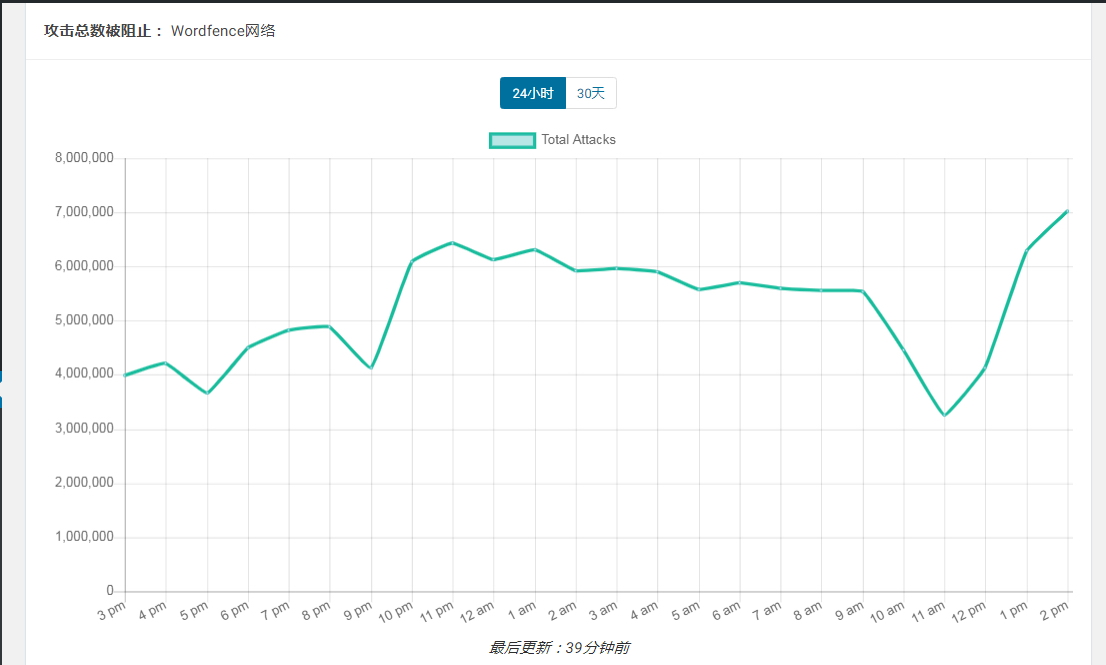 攻击总数被阻止： Wordfence网络
24小时 30天
Total Attacks
8,000,000
7,000,000
6,000,000
5,000,000
4,000,000
3,000,000
2,000,000
1,000,000
0
3 pm 4 pm 5 pm 6 pm 7 pm 8 pm 9 pm 10 pm 11 pm 12 am 1 am 2 am 3 am 4 am 5 am 6 am 7 am 8 am 9 am 10 am 11 am 12 pm 1 pm 2 pm
最后更新：39分钟前